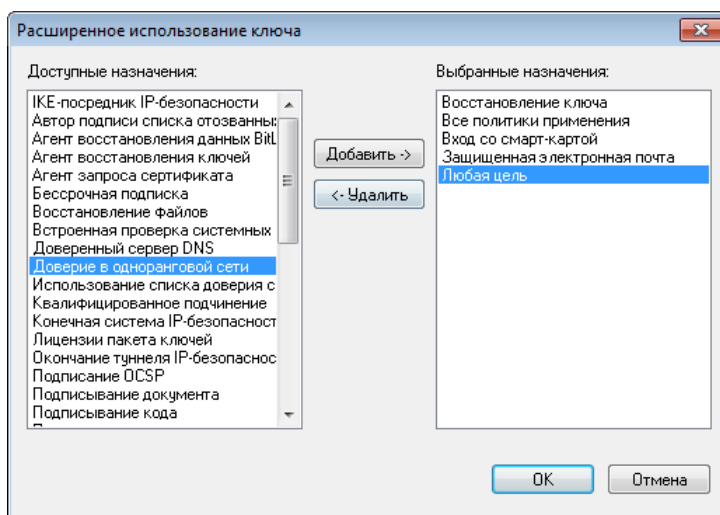 Расширенное использование ключа
Доступные назначения:
IKE-посредник IP-безопасности
Автор подписи списка отозванных
Агент восстановления данных BitL
Агент восстановления ключей
Агент запроса сертификата
Бессрочная подписка
Восстановление файлов
Встроенная проверка системных
Доверенный сервер DNS
Доверие в одноранговой сети
Использование списка доверия с
Квалифицированное подчинение
Конечная система IP-безопасност
Лицензии пакета ключей
Окончание туннеля IP-безопаснос
Подписание OCSP
Подписывание документа
Подписывание кода
Добавить ->
<- Удалить
Выбранные назначения:
Восстановление ключа
Все политики применения
Вход со смарт-картой
Защищенная электронная почта
Любая цель
OK
Отмена